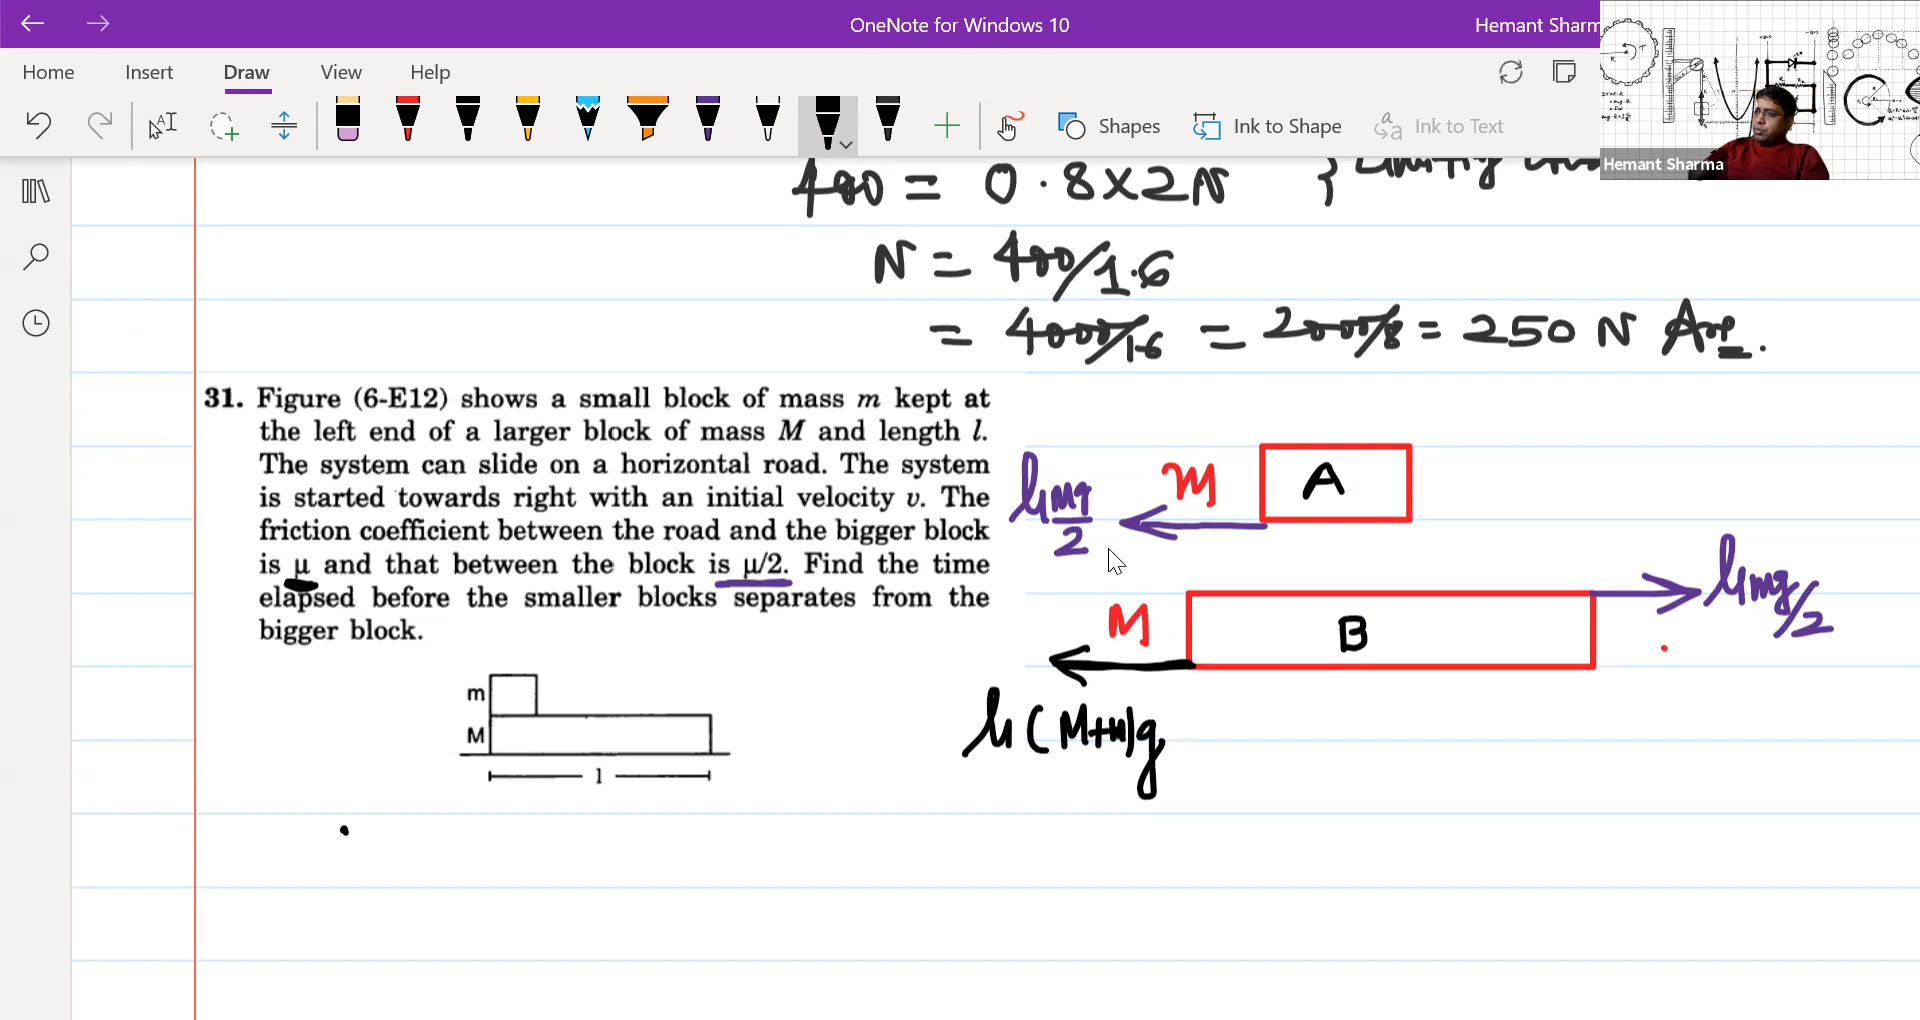 OneNote for Windows 10
Hemant Sharm
Home Insert Draw View Help
Shapes Ink to Shape Ink to Text
Hemant Sharma
400 = 0.8×2N }
N = 400/1.6
= 4000/16 = 2000/8 = 250 N Ans.
31. Figure (6-E12) shows a small block of mass m kept at
the left end of a larger block of mass M and length l.
The system can slide on a horizontal road. The system
is started towards right with an initial velocity v. The
friction coefficient between the road and the bigger block
is μ and that between the block is μ/2. Find the time
elapsed before the smaller blocks separates from the
bigger block.
m
M
l
μmg/2 m A
M B μmg/2
μ(M+m)g